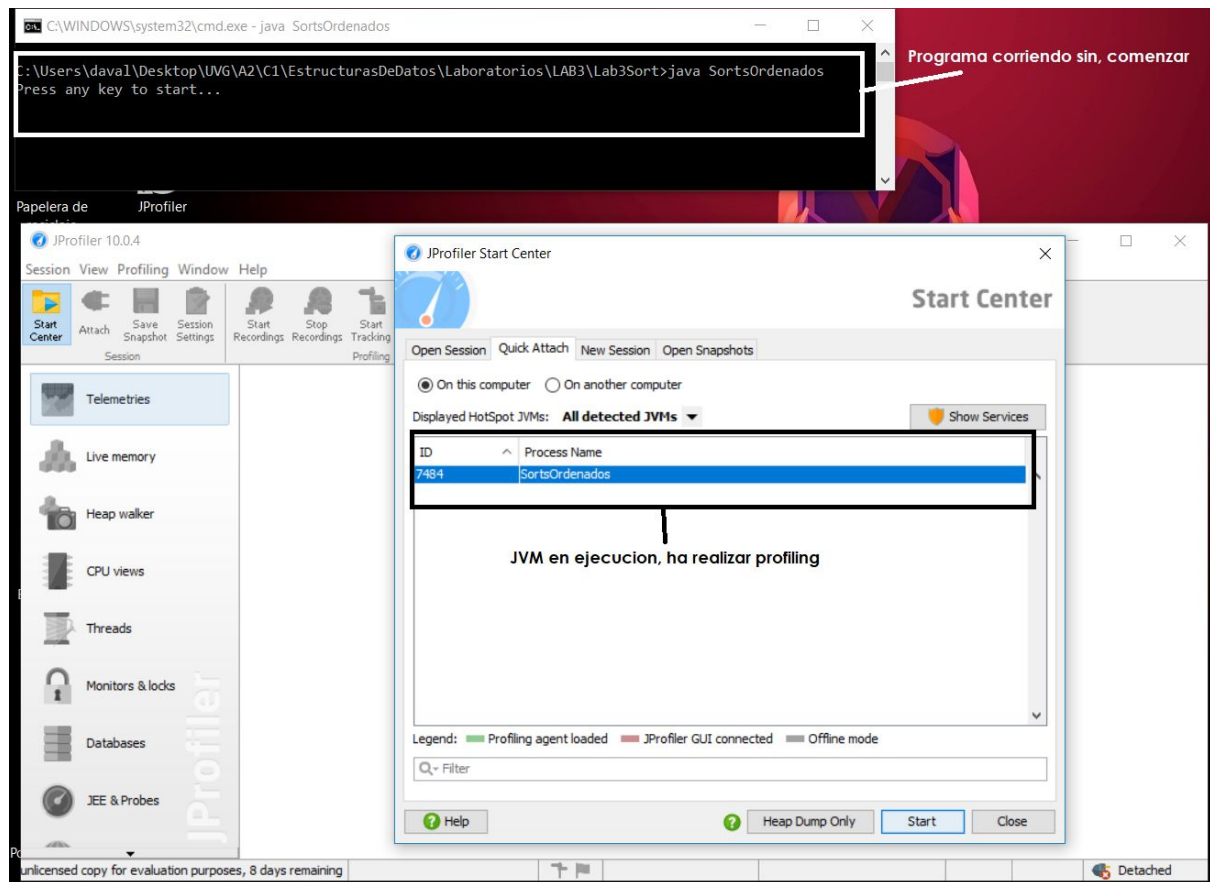 C:\WINDOWS\system32\cmd.exe - java SortsOrdenados
C:\Users\daval\Desktop\UVG\A2\C1\EstructurasDeDatos\Laboratorios\LAB3\Lab3Sort>java SortsOrdenados
Press any key to start...
Programa corriendo sin, comenzar
Papelera de
JProfiler
JProfiler 10.0.4
Session View Profiling Window Help
Start Center
Attach
Save Snapshot
Session Settings
Start Recordings
Stop Recordings
Start Tracking
Session
Profiling
Telemetries
Live memory
Heap walker
CPU views
Threads
Monitors & locks
Databases
JEE & Probes
JProfiler
JProfiler Start Center
Start Center
Open Session Quick Attach New Session Open Snapshots
On this computer On another computer
Displayed HotSpot JVMs: All detected JVMs
Show Services
ID Process Name
7484 SortsOrdenados
JVM en ejecucion, ha realizar profiling
Legend: Profiling agent loaded JProfiler GUI connected Offline mode
Filter
Help
Heap Dump Only
Start
Close
unlicensed copy for evaluation purposes, 8 days remaining
Detached